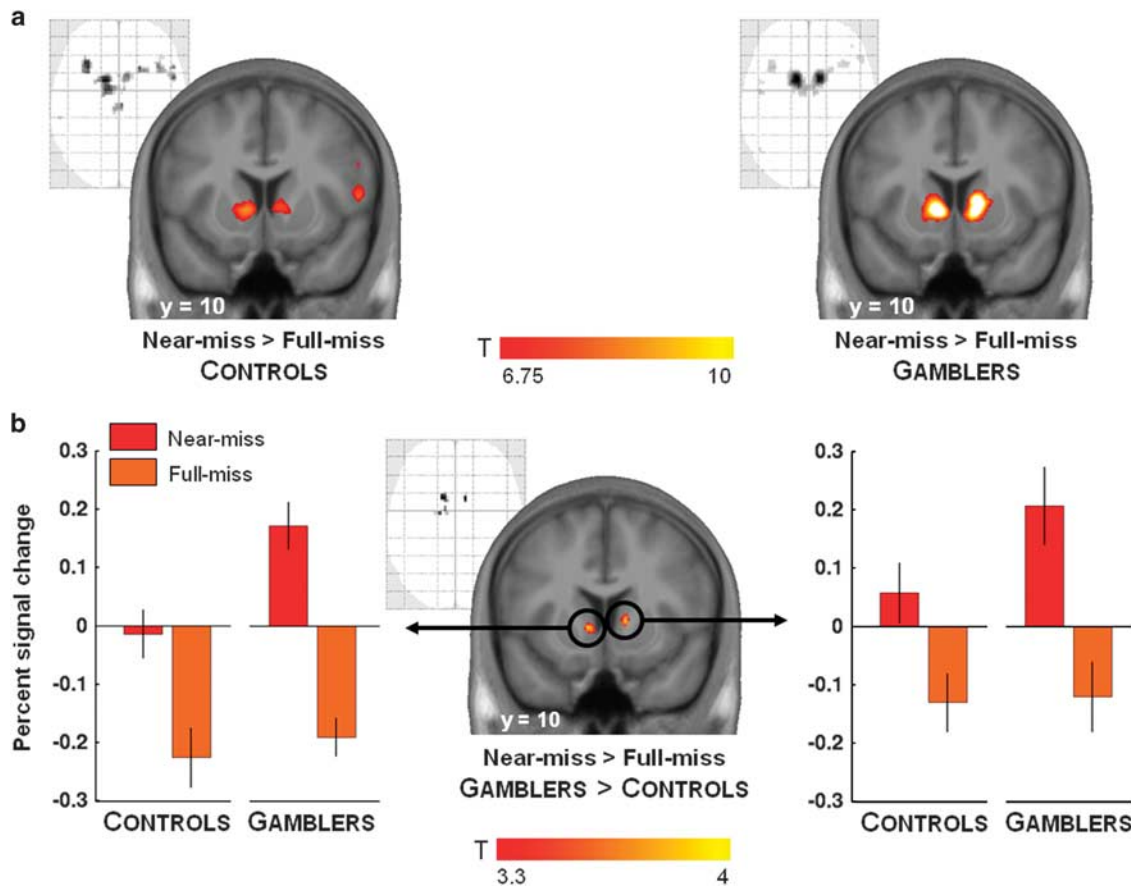 a
y = 10
Near-miss > Full-miss
CONTROLS
T
6.75 10
y = 10
Near-miss > Full-miss
GAMBLERS
b
Near-miss
Full-miss
Percent signal change
0.3
0.2
0.1
0
-0.1
-0.2
-0.3
CONTROLS GAMBLERS
y = 10
Near-miss > Full-miss
GAMBLERS > CONTROLS
T
3.3 4
0.3
0.2
0.1
0
-0.1
-0.2
-0.3
CONTROLS GAMBLERS